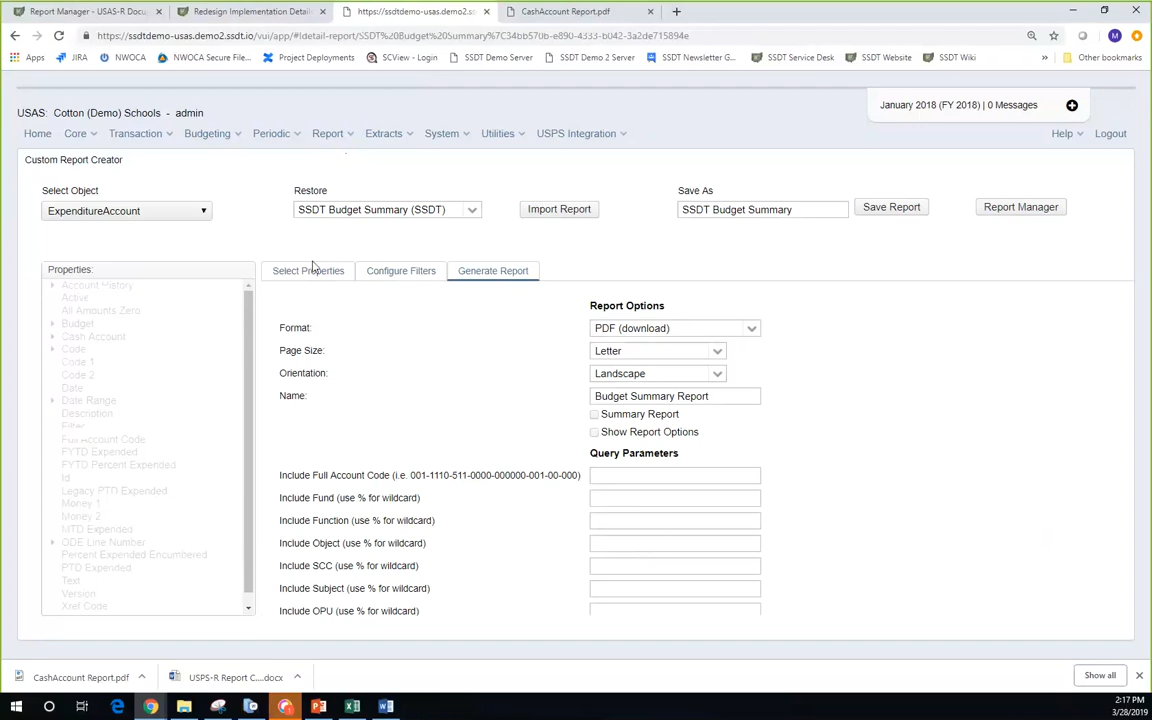 Report Manager - USAS-R Docu
Redesign Implementation Detail
https://ssdtdemo-usas.demo2.ss
CashAccount Report.pdf
https://ssdtdemo-usas.demo2.ssdt.io/vui/app/#!detail-report/SSDT%20Budget%20Summary%7C34bb570b-e890-4333-b042-3a2de715894e
Apps
JIRA
NWOCA
NWOCA Secure File...
Project Deployments
SCView - Login
SSDT Demo Server
SSDT Demo 2 Server
SSDT Newsletter G...
SSDT Service Desk
SSDT Website
SSDT Wiki
»
Other bookmarks
January 2018 (FY 2018) | 0 Messages
USAS: Cotton (Demo) Schools - admin
Home Core Transaction Budgeting Periodic Report Extracts System Utilities USPS Integration Help Logout
Custom Report Creator
Select Object
Restore
Save As
ExpenditureAccount
SSDT Budget Summary (SSDT)
Import Report
SSDT Budget Summary
Save Report
Report Manager
Properties:
Account History
Active
All Amounts Zero
Budget
Cash Account
Code
Code 1
Code 2
Date
Date Range
Description
Filter
Full Account Code
FYTD Expended
FYTD Percent Expended
Id
Legacy PTD Expended
Money 1
Money 2
MTD Expended
ODE Line Number
Percent Expended Encumbered
PTD Expended
Text
Version
Xref Code
Select Properties
Configure Filters
Generate Report
Report Options
Format: PDF (download)
Page Size: Letter
Orientation: Landscape
Name: Budget Summary Report
Summary Report
Show Report Options
Query Parameters
Include Full Account Code (i.e. 001-1110-511-0000-000000-001-00-000)
Include Fund (use % for wildcard)
Include Function (use % for wildcard)
Include Object (use % for wildcard)
Include SCC (use % for wildcard)
Include Subject (use % for wildcard)
Include OPU (use % for wildcard)
CashAccount Report.pdf
USPS-R Report C....docx
Show all
2:17 PM
3/28/2019